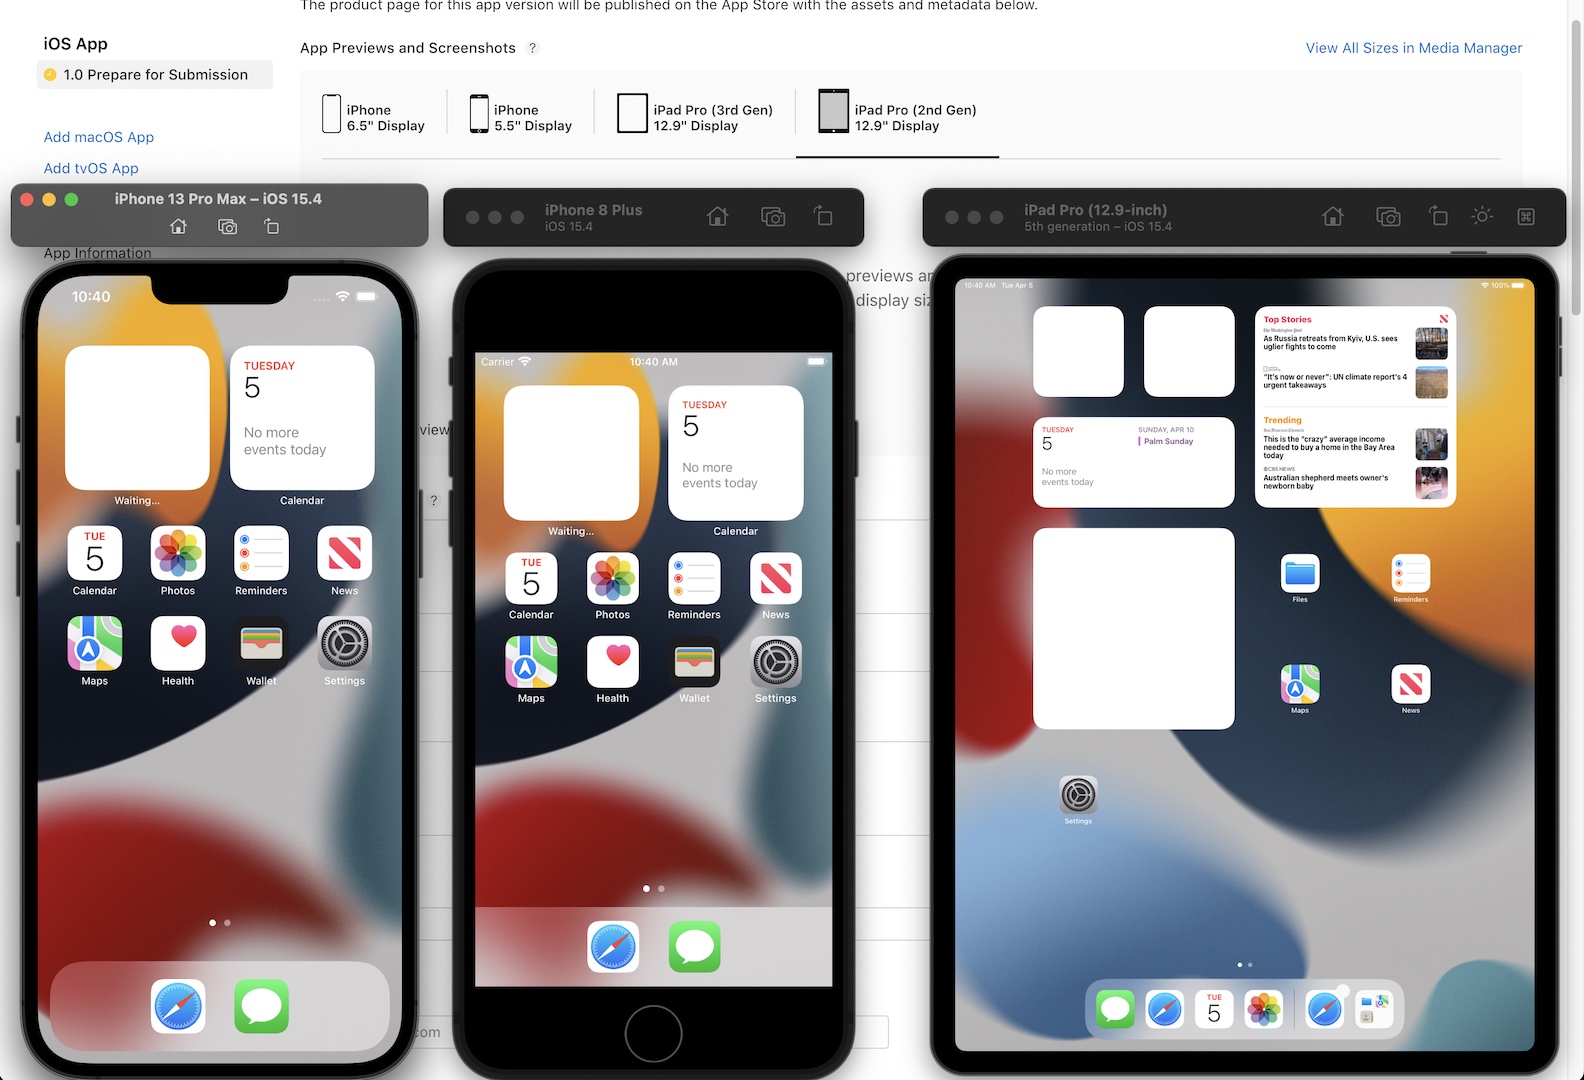 The product page for this app version will be published on the App Store with the assets and metadata below.
iOS App
1.0 Prepare for Submission
Add macOS App
Add tvOS App
App Information
App Previews and Screenshots ?
View All Sizes in Media Manager
iPhone
6.5" Display
iPhone
5.5" Display
iPad Pro (3rd Gen)
12.9" Display
iPad Pro (2nd Gen)
12.9" Display
previews
display
view
?
.com
iPhone 13 Pro Max – iOS 15.4
10:40
TUESDAY
5
No more
events today
Waiting...
Calendar
TUE
5
Calendar
Photos
Reminders
News
Maps
Health
Wallet
Settings
iPhone 8 Plus
iOS 15.4
Carrier
10:40 AM
TUESDAY
5
No more
events today
Waiting...
Calendar
TUE
5
Calendar
Photos
Reminders
News
Maps
Health
Wallet
Settings
iPad Pro (12.9-inch)
5th generation – iOS 15.4
10:40 AM Tue Apr 5
100%
Top Stories
The Washington Post
As Russia retreats from Kyiv, U.S. sees
uglier fights to come
"It's now or never": UN climate report's 4
urgent takeaways
Trending
San Francisco Chronicle
This is the "crazy" average income
needed to buy a home in the Bay Area
today
CBS NEWS
Australian shepherd meets owner's
newborn baby
TUESDAY
5
No more
events today
SUNDAY, APR 10
Palm Sunday
Files
Reminders
Maps
News
Settings
TUE
5